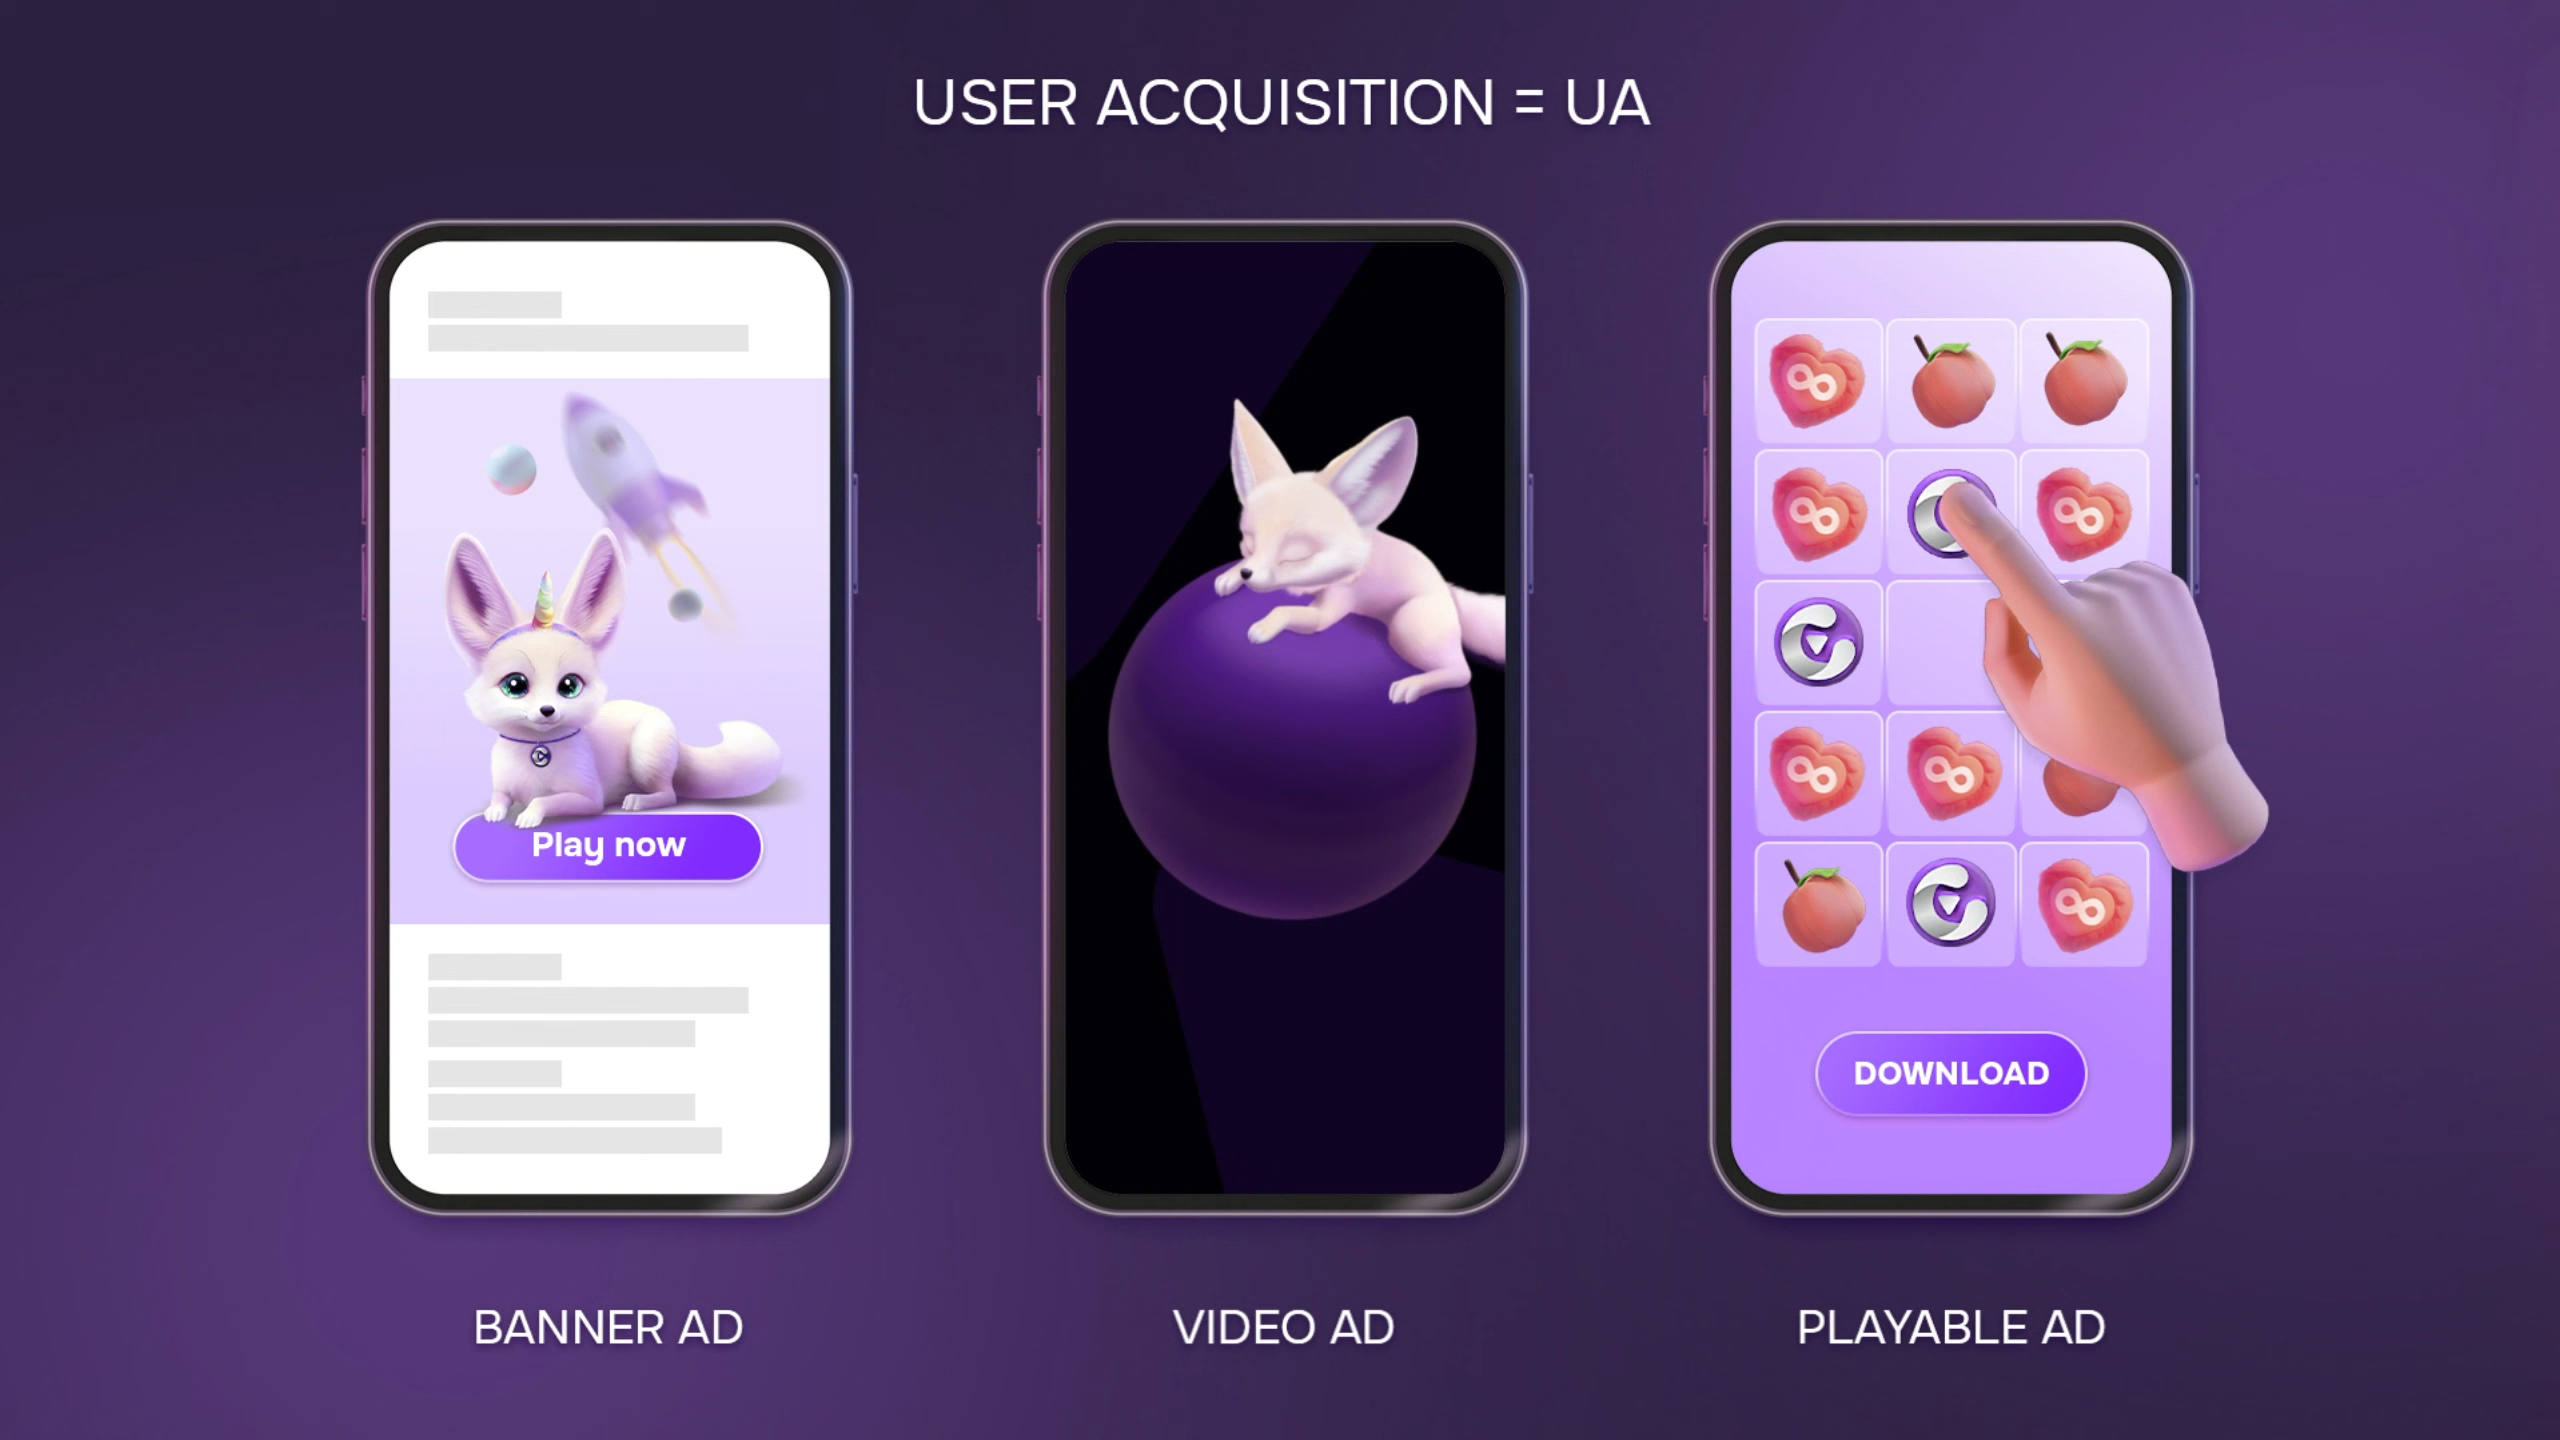 USER ACQUISITION = UA
Play now
DOWNLOAD
BANNER AD
VIDEO AD
PLAYABLE AD